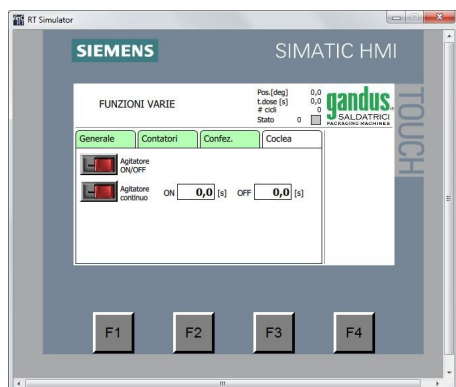 RT Simulator
SIEMENS
SIMATIC HMI
TOUCH
FUNZIONI VARIE
Pos.[deg] 0,0
t.dose [s] 0,0
# cicli 0
Stato 0
gandus
SALDATRICI
PACKAGING MACHINES
Generale Contatori Confez. Coclea
Agitatore
ON/OFF
Agitatore
continuo ON 0,0 [s] OFF 0,0 [s]
F1 F2 F3 F4